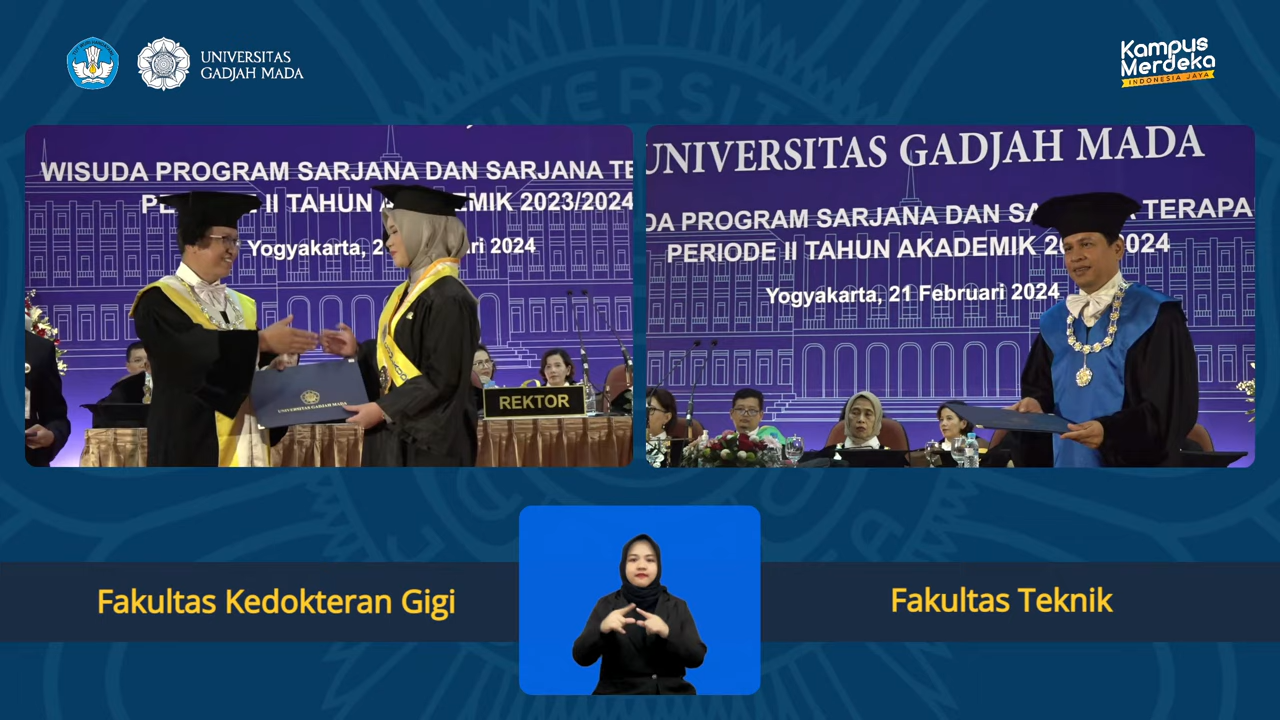 UNIVERSITAS
GADJAH MADA
Kampus
Merdeka
INDONESIA JAYA
WISUDA PROGRAM SARJANA DAN SARJANA TE
PE II TAHUN EMIK 2023/2024
Yogyakarta, 2 ari 2024
UNIVERSITAS GADJAH MADA
REKTOR
UNIVERSITAS GADJAH MADA
DA PROGRAM SARJANA DAN SA TERAPA
PERIODE II TAHUN AKADEMIK 20 2024
Yogyakarta, 21 Februari 2024
Fakultas Kedokteran Gigi
Fakultas Teknik